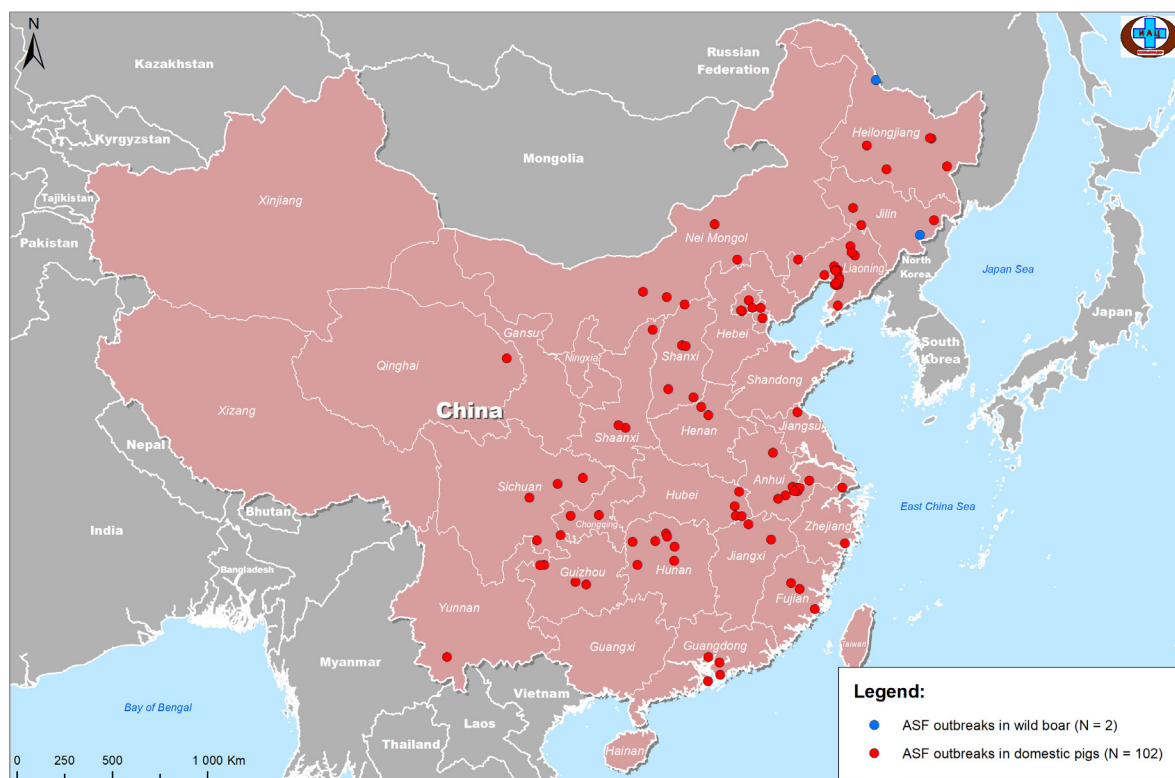 N
НАЦ
Kazakhstan
Russian
Federation
Kyrgyzstan
Mongolia
Heilongjiang
Tajikistan
Xinjiang
Jilin
Pakistan
Nei Mongol
Liaoning
North
Korea
Japan Sea
Japan
Gansu
Hebei
South
Korea
Qinghai
Ningxia
Shanxi
Shandong
China
Xizang
Shaanxi
Henan
Jiangsu
Nepal
Sichuan
Hubei
Anhui
East China Sea
India
Bhutan
Chongqing
Zhejiang
Bangladesh
Guizhou
Hunan
Jiangxi
Yunnan
Fujian
Guangxi
Guangdong
Taiwan
Myanmar
Vietnam
Bay of Bengal
Laos
Thailand
Hainan
0 250 500 1 000 Km
Legend:
ASF outbreaks in wild boar (N = 2)
ASF outbreaks in domestic pigs (N = 102)